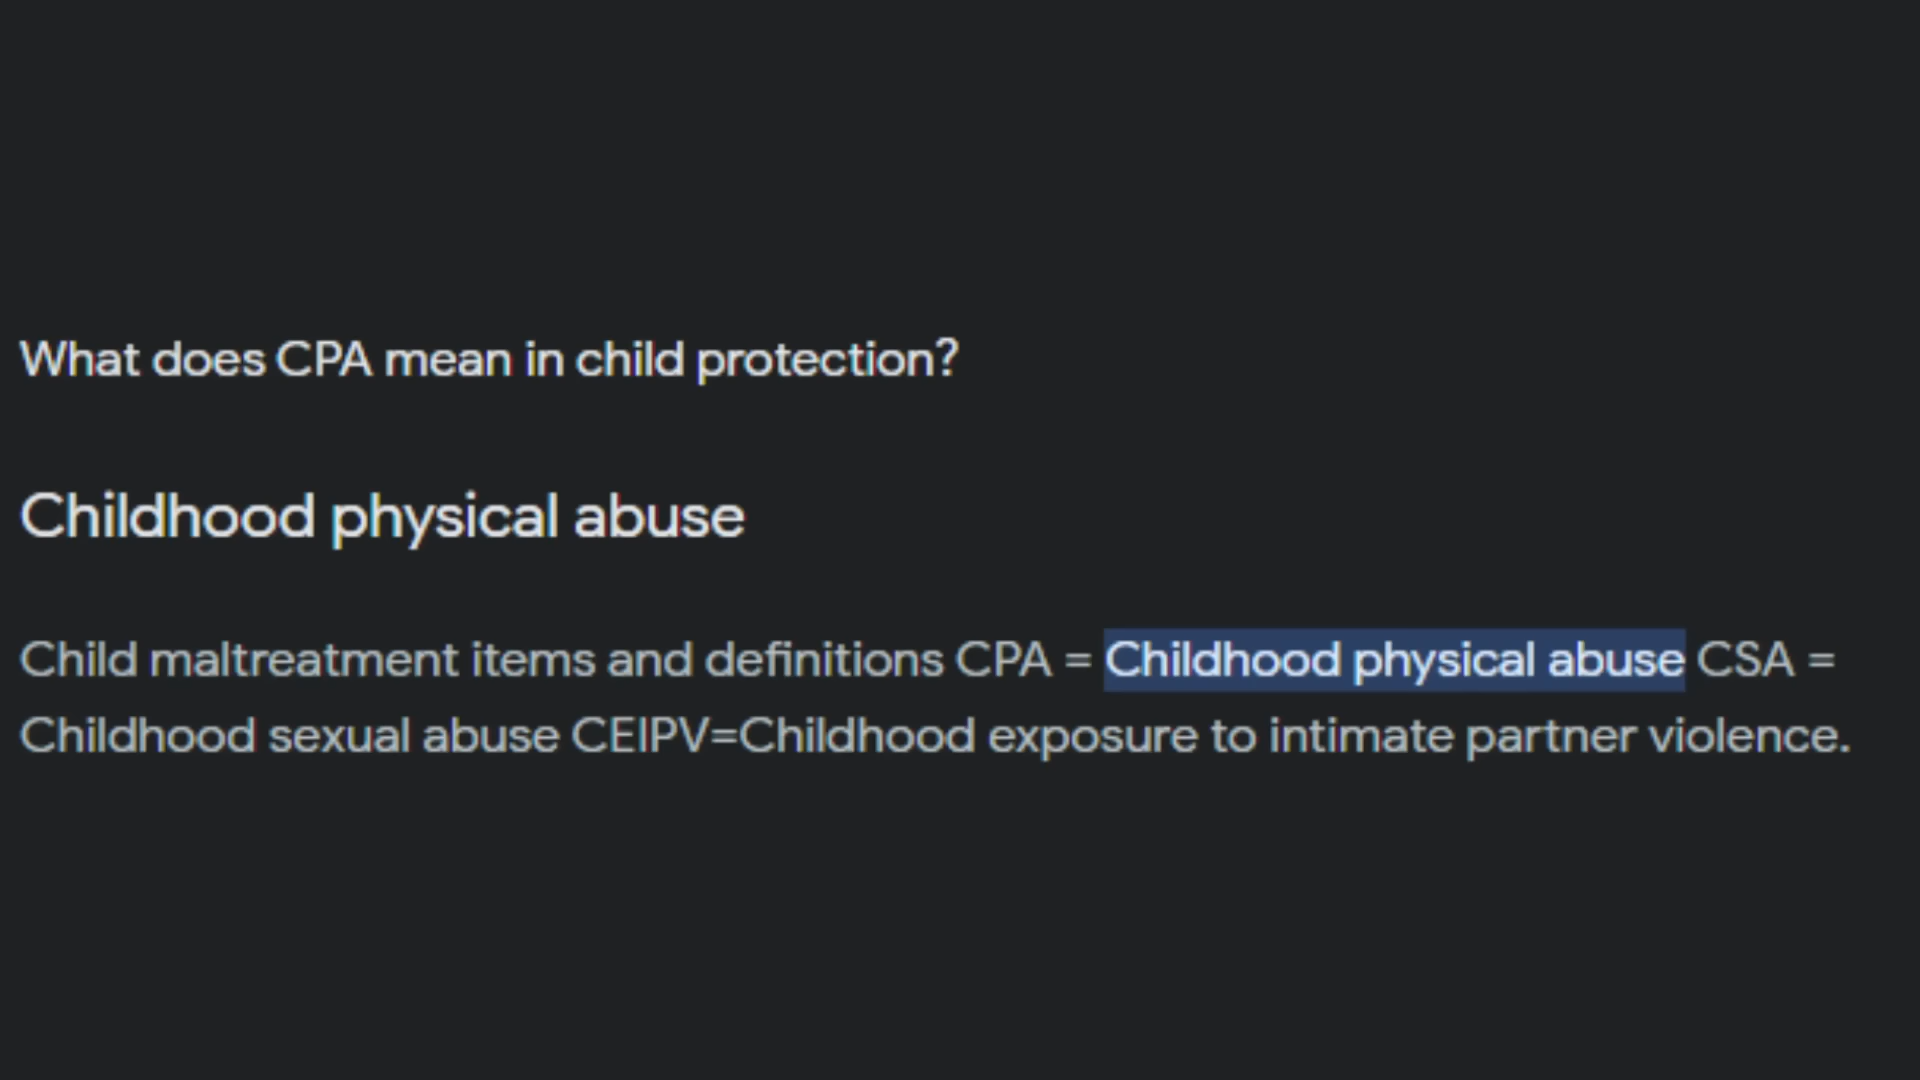 What does CPA mean in child protection?
Childhood physical abuse
Child maltreatment items and definitions CPA = Childhood physical abuse CSA =
Childhood sexual abuse CEIPV=Childhood exposure to intimate partner violence.